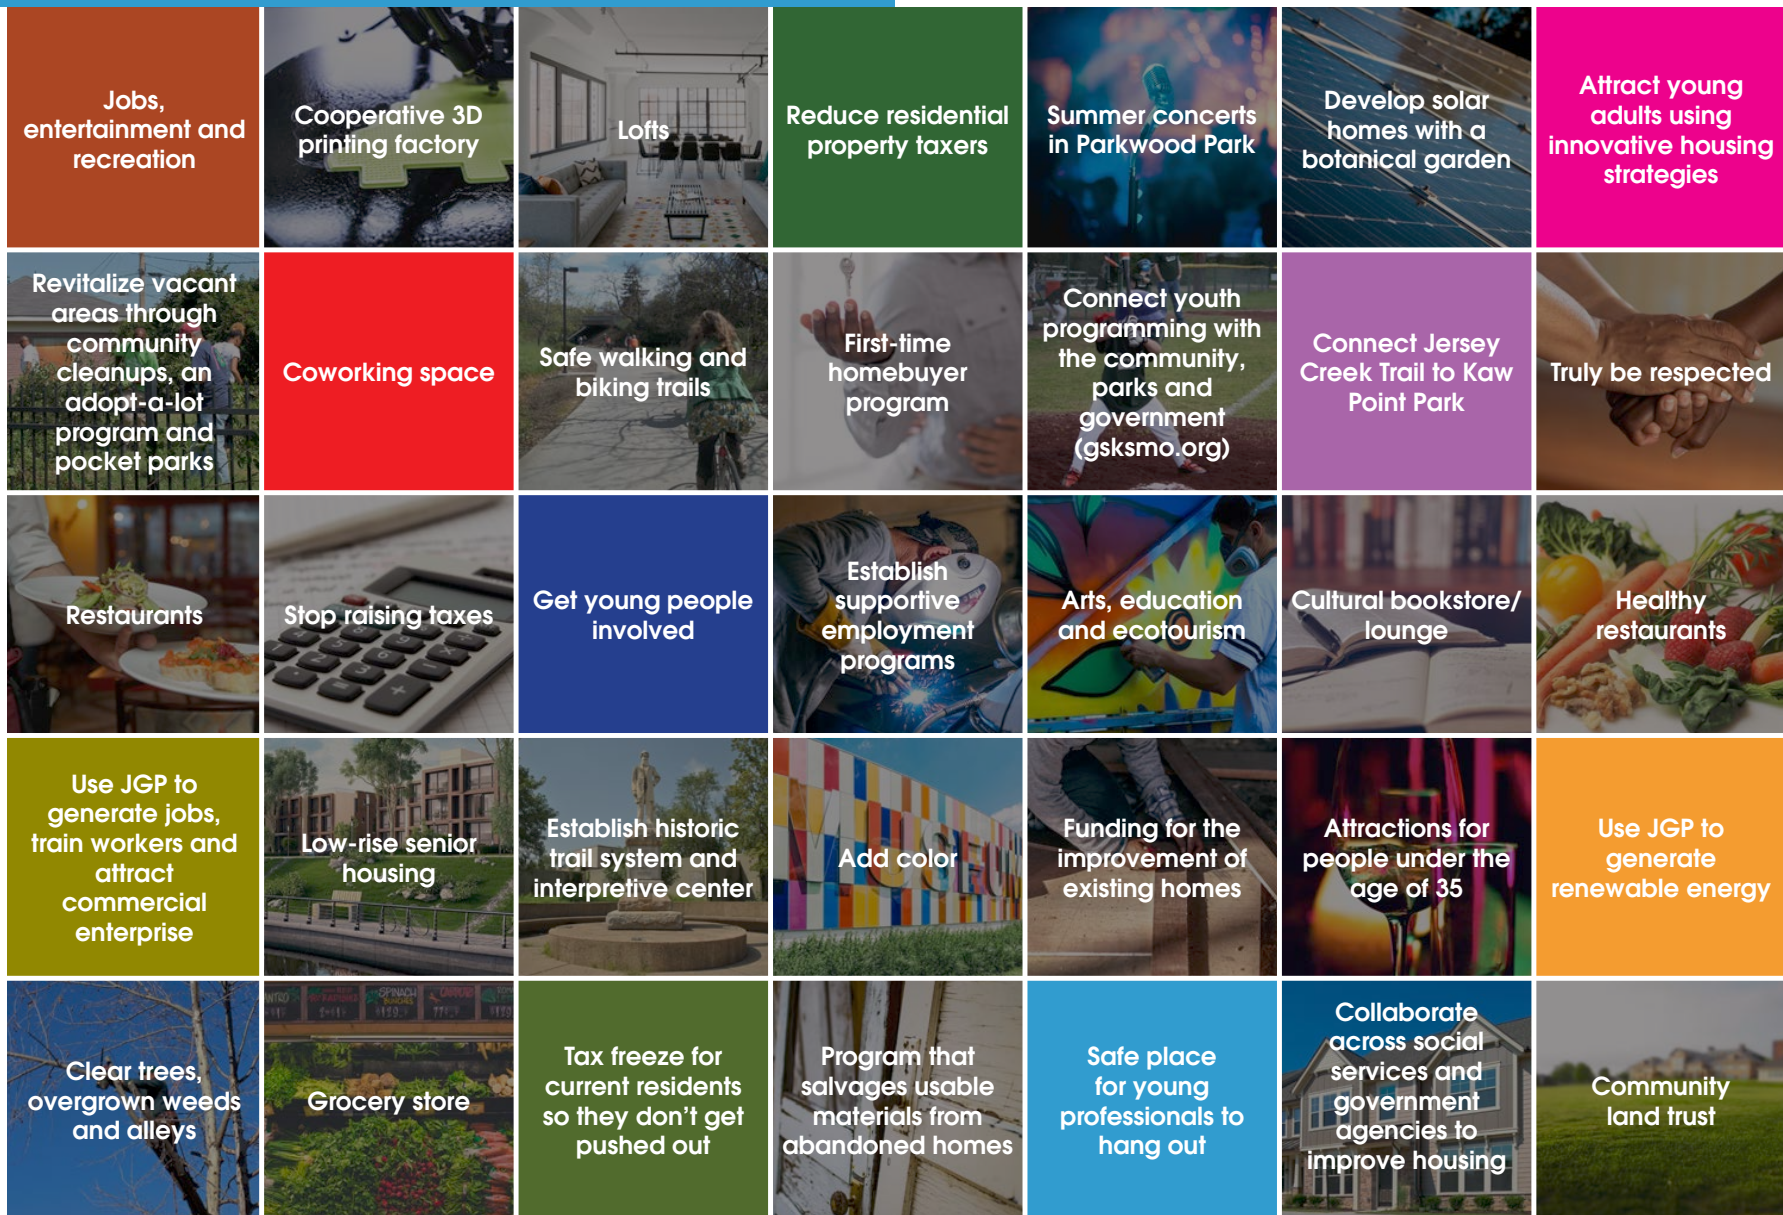 Jobs,
entertainment and
recreation
Cooperative 3D
printing factory
Lofts
Reduce residential
property taxers
Summer concerts
in Parkwood Park
Develop solar
homes with a
botanical garden
Attract young
adults using
innovative housing
strategies
Revitalize vacant
areas through
community
cleanups, an
adopt-a-lot
program and
pocket parks
Coworking space
Safe walking and
biking trails
First-time
homebuyer
program
Connect youth
programming with
the community,
parks and
government
(gsksmo.org)
Connect Jersey
Creek Trail to Kaw
Point Park
Truly be respected
Restaurants
Stop raising taxes
Get young people
involved
Establish
supportive
employment
programs
Arts, education
and ecotourism
Cultural bookstore/
lounge
Healthy
restaurants
Use JGP to
generate jobs,
train workers and
attract
commercial
enterprise
Low-rise senior
housing
Establish historic
trail system and
interpretive center
Add color
Funding for the
improvement of
existing homes
Attractions for
people under the
age of 35
Use JGP to
generate
renewable energy
Clear trees,
overgrown weeds
and alleys
SPINACH
BUNCHES
Grocery store
Tax freeze for
current residents
so they don't get
pushed out
Program that
salvages usable
materials from
abandoned homes
Safe place
for young
professionals to
hang out
Collaborate
across social
services and
government
agencies to
improve housing
Community
land trust